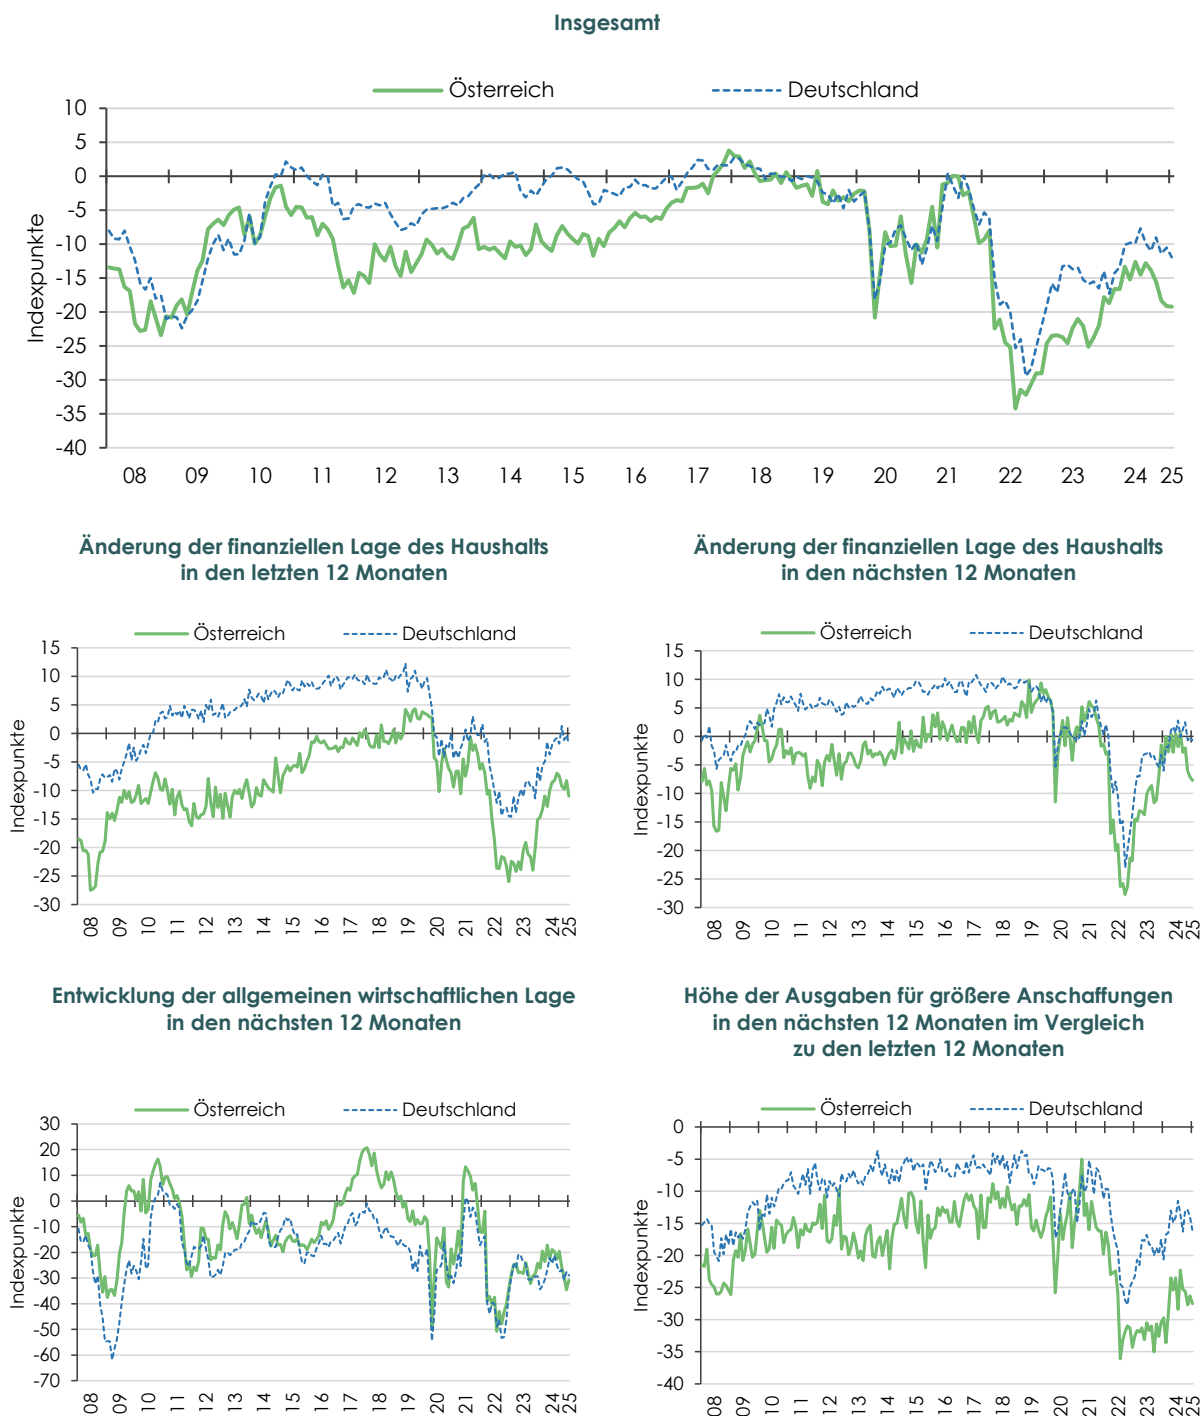 Insgesamt
Österreich Deutschland
10
5
0
-5
-10
-15
-20
-25
-30
-35
-40
Indexpunkte
08 09 10 11 12 13 14 15 16 17 18 19 20 21 22 23 24 25
Änderung der finanziellen Lage des Haushalts
in den letzten 12 Monaten
Österreich Deutschland
15
10
5
0
-5
-10
-15
-20
-25
-30
Indexpunkte
08 09 10 11 12 13 14 15 16 17 18 19 20 21 22 23 24 25
Änderung der finanziellen Lage des Haushalts
in den nächsten 12 Monaten
Österreich Deutschland
15
10
5
0
-5
-10
-15
-20
-25
-30
Indexpunkte
08 09 10 11 12 13 14 15 16 17 18 19 20 21 22 23 24 25
Entwicklung der allgemeinen wirtschaftlichen Lage
in den nächsten 12 Monaten
Österreich Deutschland
30
20
10
0
-10
-20
-30
-40
-50
-60
-70
Indexpunkte
08 09 10 11 12 13 14 15 16 17 18 19 20 21 22 23 24 25
Höhe der Ausgaben für größere Anschaffungen
in den nächsten 12 Monaten im Vergleich
zu den letzten 12 Monaten
Österreich Deutschland
0
-5
-10
-15
-20
-25
-30
-35
-40
Indexpunkte
08 09 10 11 12 13 14 15 16 17 18 19 20 21 22 23 24 25